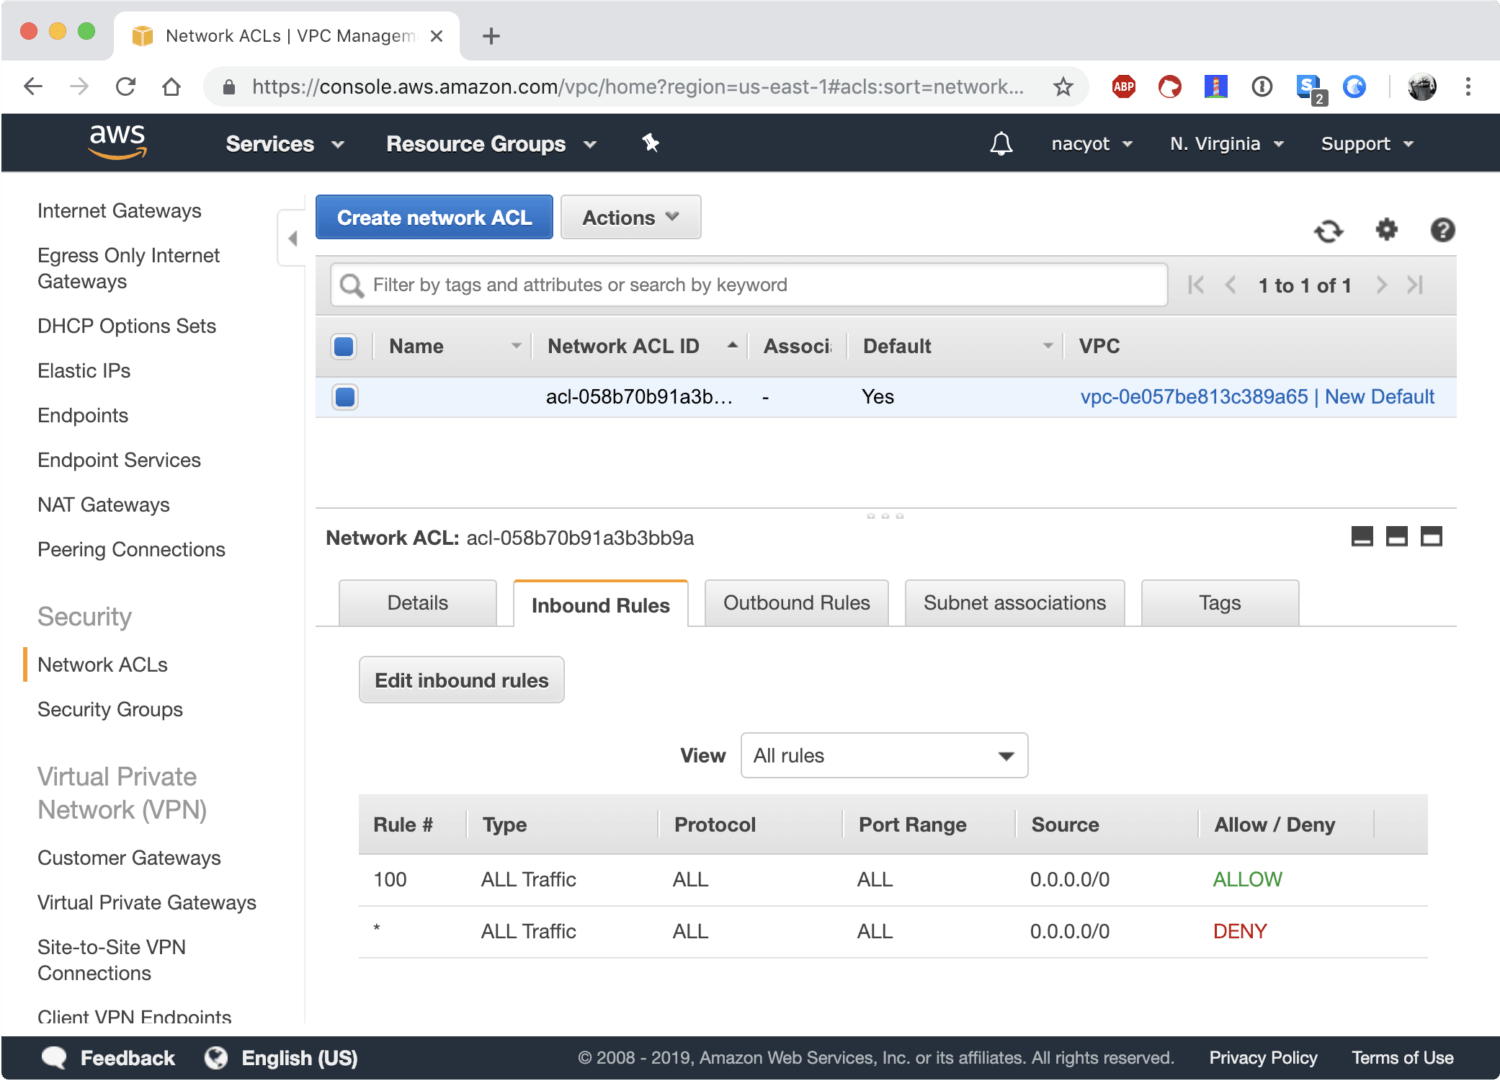 Network ACLs | VPC Managem
https://console.aws.amazon.com/vpc/home?region=us-east-1#acls:sort=network...
ABP
S
2
aws
Services
Resource Groups
nacyot
N. Virginia
Support
Internet Gateways
Egress Only Internet
Gateways
DHCP Options Sets
Elastic IPs
Endpoints
Endpoint Services
NAT Gateways
Peering Connections
Security
Network ACLs
Security Groups
Virtual Private
Network (VPN)
Customer Gateways
Virtual Private Gateways
Site-to-Site VPN
Connections
Client VPN Endpoints
Create network ACL
Actions
Filter by tags and attributes or search by keyword
1 to 1 of 1
Name Network ACL ID Associ Default VPC
acl-058b70b91a3b... - Yes vpc-0e057be813c389a65 | New Default
Network ACL: acl-058b70b91a3b3bb9a
Details
Inbound Rules
Outbound Rules
Subnet associations
Tags
Edit inbound rules
View All rules
Rule # Type Protocol Port Range Source Allow / Deny
100 ALL Traffic ALL ALL 0.0.0.0/0 ALLOW
* ALL Traffic ALL ALL 0.0.0.0/0 DENY
Feedback
English (US)
© 2008 - 2019, Amazon Web Services, Inc. or its affiliates. All rights reserved.
Privacy Policy
Terms of Use